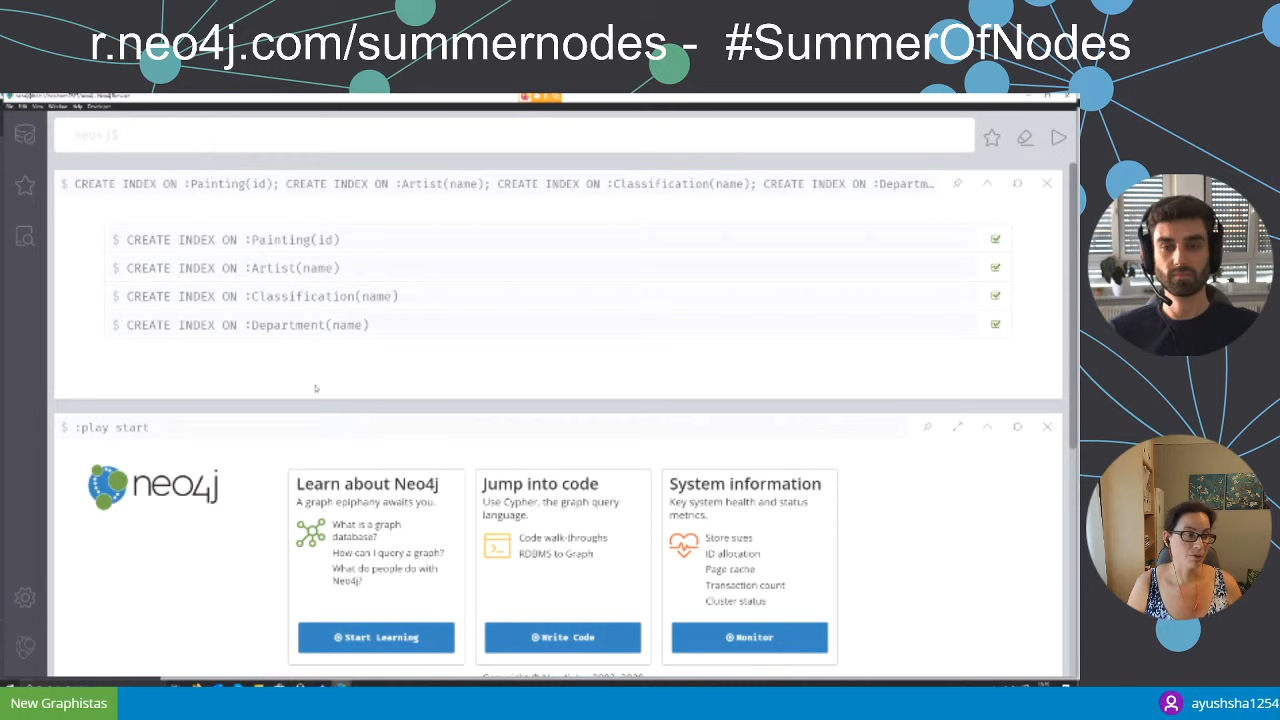 r.neo4j.com/summernodes - #SummerOfNodes
neo4j$
$ CREATE INDEX ON :Painting(id); CREATE INDEX ON :Artist(name); CREATE INDEX ON :Classification(name); CREATE INDEX ON :Departm…
$ CREATE INDEX ON :Painting(id)
$ CREATE INDEX ON :Artist(name)
$ CREATE INDEX ON :Classification(name)
$ CREATE INDEX ON :Department(name)
$ :play start
neo4j
Learn about Neo4j
A graph epiphany awaits you.
What is a graph
database?
How can I query a graph?
What do people do with
Neo4j?
Start Learning
Jump into code
Use Cypher, the graph query
language.
Code walk-throughs
RDBMS to Graph
Write Code
System information
Key system health and status
metrics.
Store sizes
ID allocation
Page cache
Transaction count
Cluster status
Monitor
New Graphistas
ayushsha1254